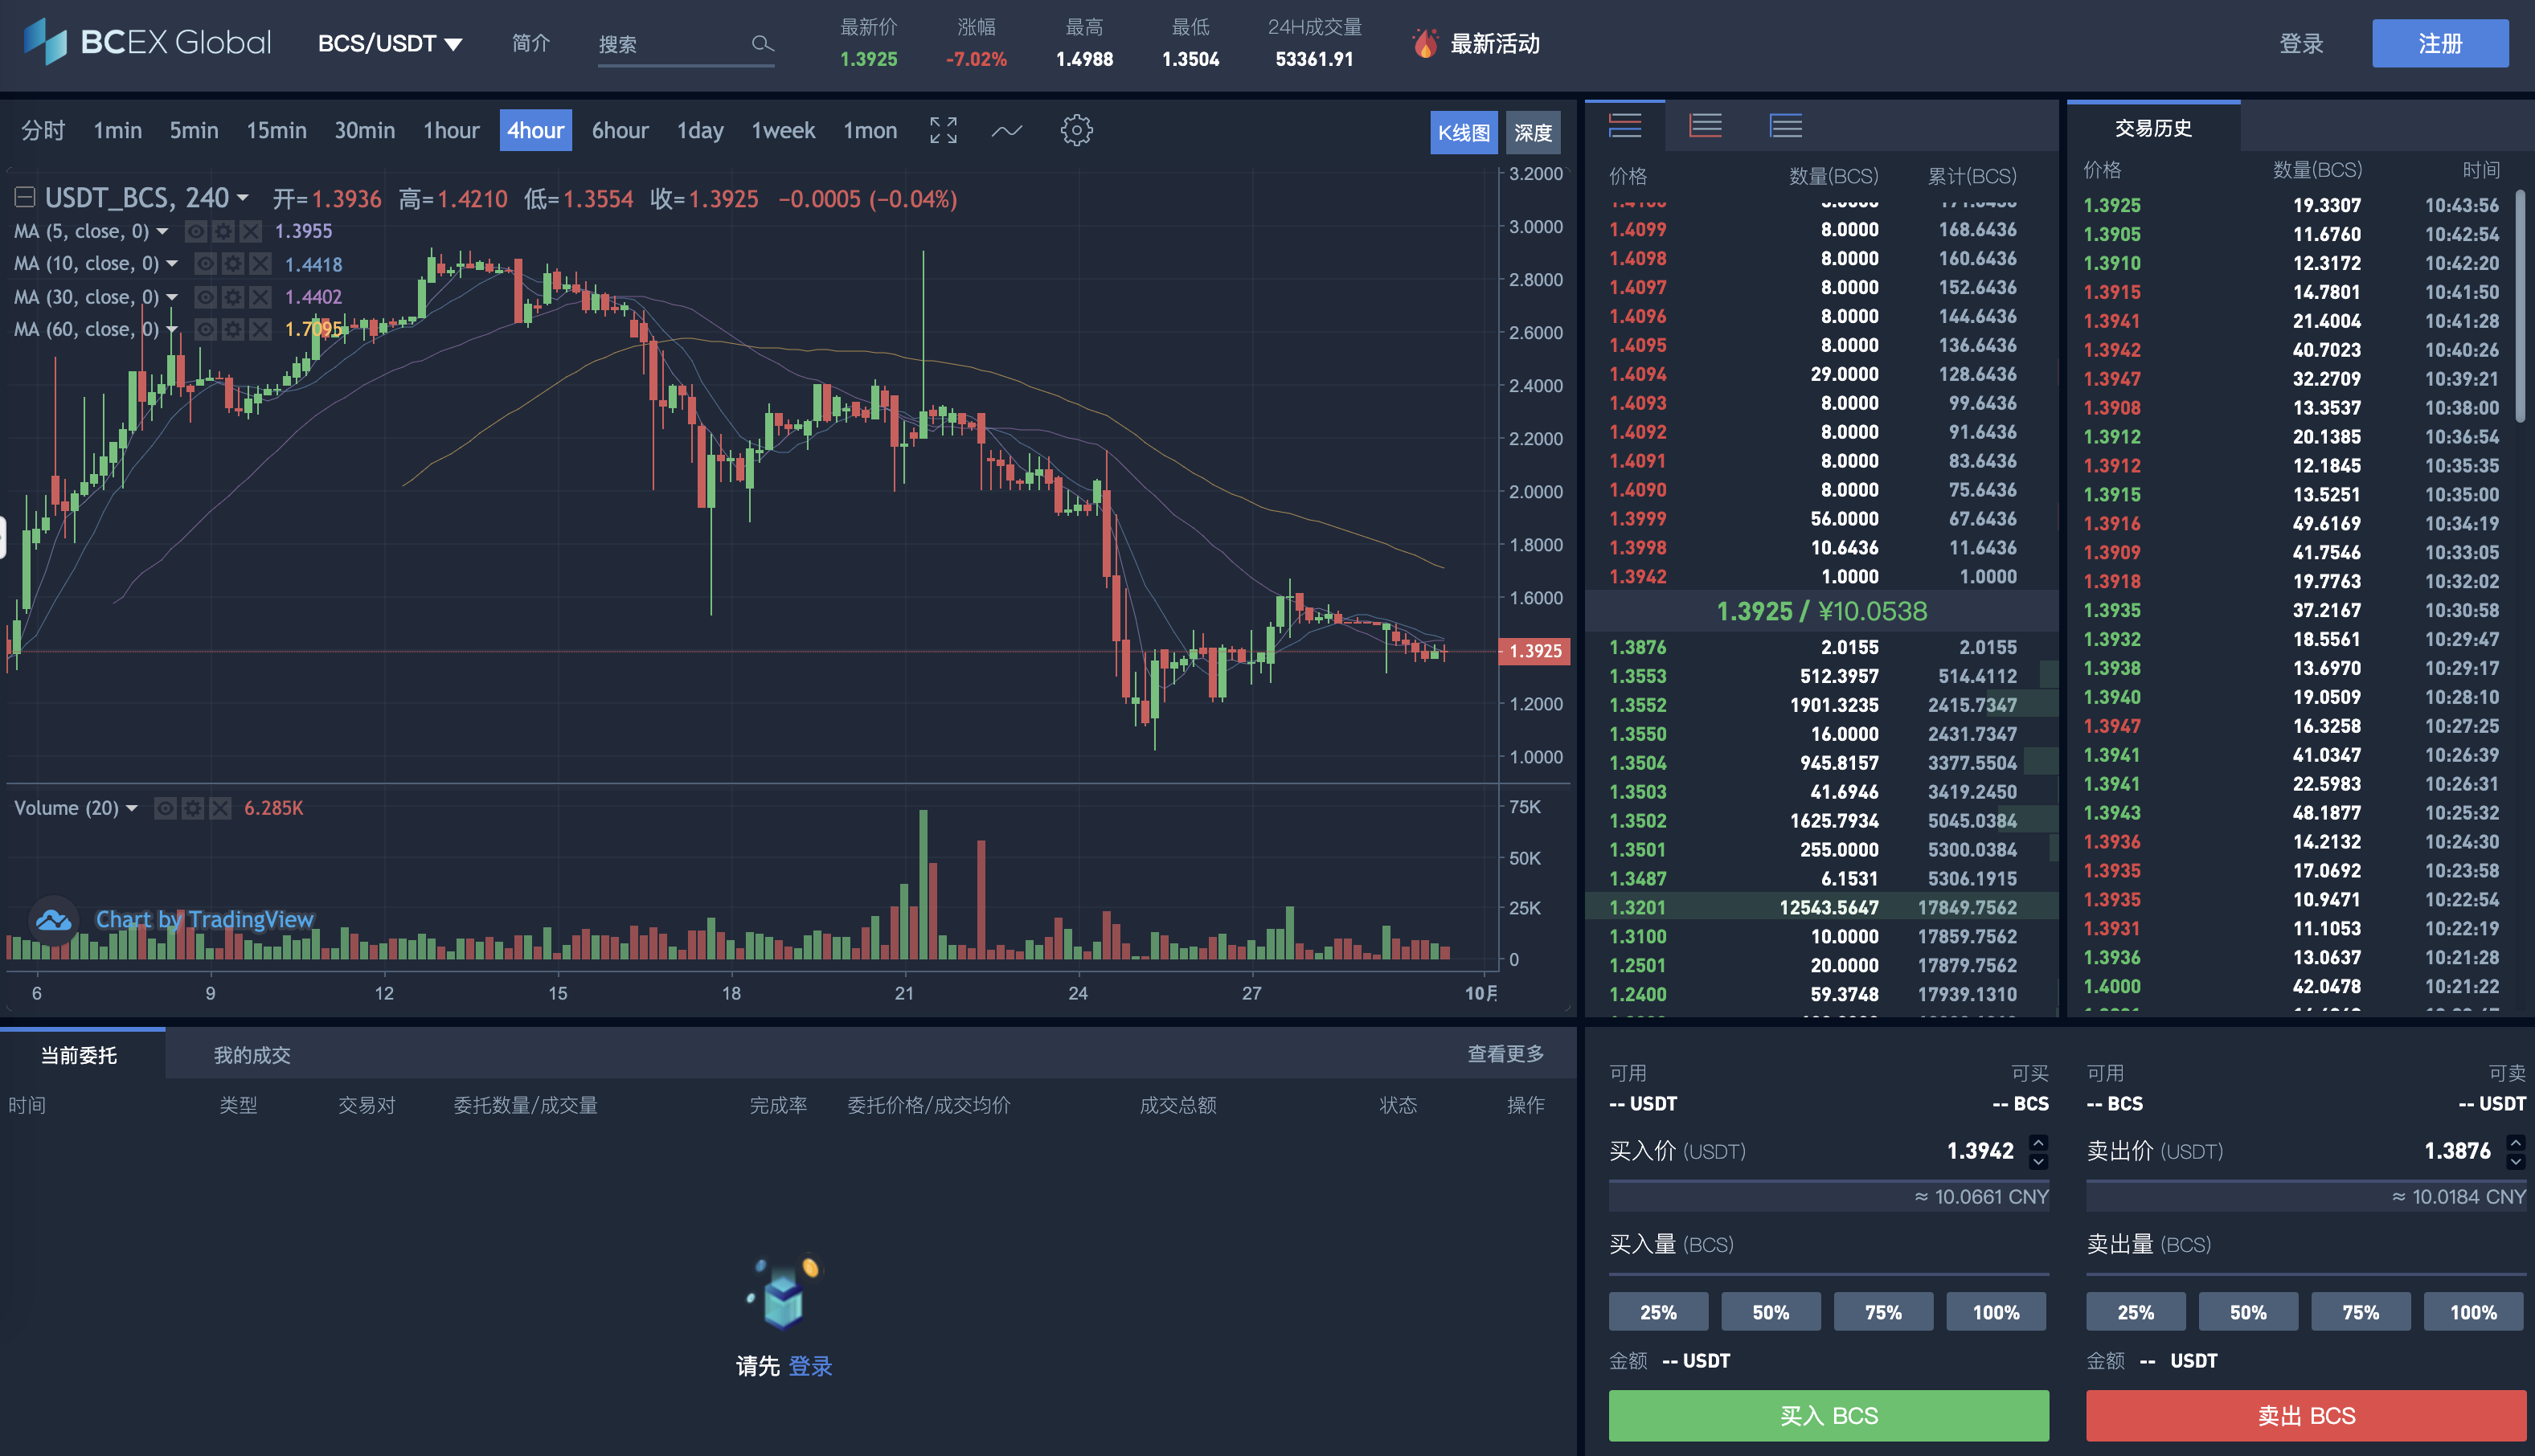 BCEX Global
BCS/USDT
简介
搜索
最新价
1.3925
涨幅
-7.02%
最高
1.4988
最低
1.3504
24H成交量
53361.91
最新活动
登录
注册
分时 1min 5min 15min 30min 1hour 4hour 6hour 1day 1week 1mon
K线图 深度
USDT_BCS, 240 开=1.3936 高=1.4210 低=1.3554 收=1.3925 −0.0005 (−0.04%)
MA (5, close, 0) 1.3955
MA (10, close, 0) 1.4418
MA (30, close, 0) 1.4402
MA (60, close, 0) 1.7095
3.2000
3.0000
2.8000
2.6000
2.4000
2.2000
2.0000
1.8000
1.6000
1.3925
1.2000
1.0000
Volume (20) 6.285K
75K
50K
25K
0
Chart by TradingView
6 9 12 15 18 21 24 27 10月
价格 数量(BCS) 累计(BCS)
1.4099 8.0000 168.6436
1.4098 8.0000 160.6436
1.4097 8.0000 152.6436
1.4096 8.0000 144.6436
1.4095 8.0000 136.6436
1.4094 29.0000 128.6436
1.4093 8.0000 99.6436
1.4092 8.0000 91.6436
1.4091 8.0000 83.6436
1.4090 8.0000 75.6436
1.3999 56.0000 67.6436
1.3998 10.6436 11.6436
1.3942 1.0000 1.0000
1.3925 / ¥10.0538
1.3876 2.0155 2.0155
1.3553 512.3957 514.4112
1.3552 1901.3235 2415.7347
1.3550 16.0000 2431.7347
1.3504 945.8157 3377.5504
1.3503 41.6946 3419.2450
1.3502 1625.7934 5045.0384
1.3501 255.0000 5300.0384
1.3487 6.1531 5306.1915
1.3201 12543.5647 17849.7562
1.3100 10.0000 17859.7562
1.2501 20.0000 17879.7562
1.2400 59.3748 17939.1310
交易历史
价格 数量(BCS) 时间
1.3925 19.3307 10:43:56
1.3905 11.6760 10:42:54
1.3910 12.3172 10:42:20
1.3915 14.7801 10:41:50
1.3941 21.4004 10:41:28
1.3942 40.7023 10:40:26
1.3947 32.2709 10:39:21
1.3908 13.3537 10:38:00
1.3912 20.1385 10:36:54
1.3912 12.1845 10:35:35
1.3915 13.5251 10:35:00
1.3916 49.6169 10:34:19
1.3909 41.7546 10:33:05
1.3918 19.7763 10:32:02
1.3935 37.2167 10:30:58
1.3932 18.5561 10:29:47
1.3938 13.6970 10:29:17
1.3940 19.0509 10:28:10
1.3947 16.3258 10:27:25
1.3941 41.0347 10:26:39
1.3941 22.5983 10:26:31
1.3943 48.1877 10:25:32
1.3936 14.2132 10:24:30
1.3935 17.0692 10:23:58
1.3935 10.9471 10:22:54
1.3931 11.1053 10:22:19
1.3936 13.0637 10:21:28
1.4000 42.0478 10:21:22
当前委托 我的成交 查看更多
时间 类型 交易对 委托数量/成交量 完成率 委托价格/成交均价 成交总额 状态 操作
请先 登录
可用 可买
-- USDT -- BCS
买入价 (USDT) 1.3942
≈ 10.0661 CNY
买入量 (BCS)
25% 50% 75% 100%
金额 -- USDT
买入 BCS
可用 可卖
-- BCS -- USDT
卖出价 (USDT) 1.3876
≈ 10.0184 CNY
卖出量 (BCS)
25% 50% 75% 100%
金额 -- USDT
卖出 BCS